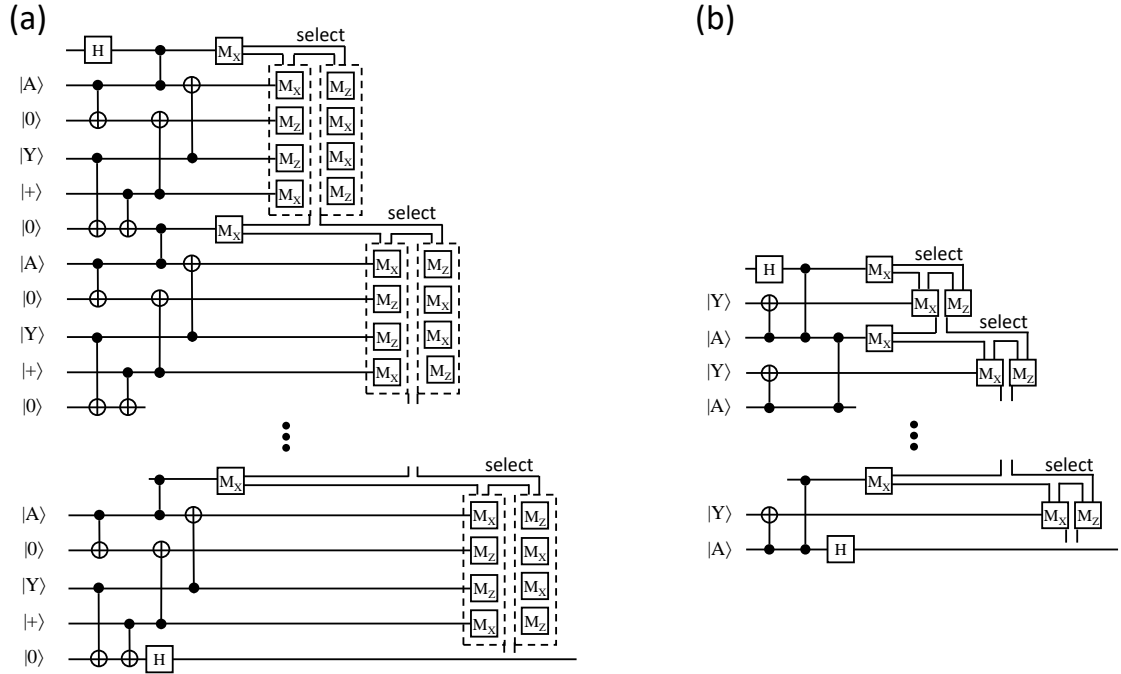 (a) (b)
select
H M_X
|A⟩ M_X M_Z
|0⟩ M_Z M_X
|Y⟩ M_Z M_X
|+⟩ M_X M_Z
select
|0⟩ M_X
|A⟩ M_X M_Z
|0⟩ M_Z M_X
|Y⟩ M_Z M_X
|+⟩ M_X M_Z
|0⟩
select
M_X
|A⟩ M_X M_Z
|0⟩ M_Z M_X
|Y⟩ M_Z M_X
|+⟩ M_X M_Z
|0⟩ H
select
H M_X
|Y⟩ M_X M_Z
select
|A⟩ M_X
|Y⟩ M_X M_Z
|A⟩
select
M_X
|Y⟩ M_X M_Z
|A⟩ H